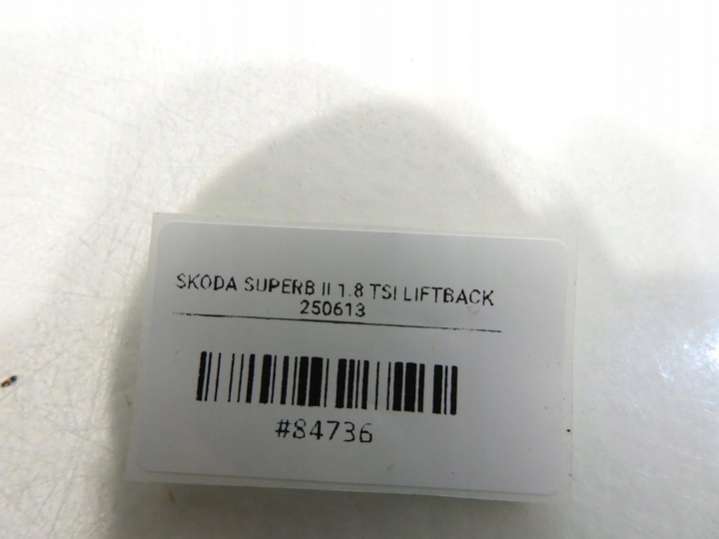 SKODA SUPERB II 1.8 TSI LIFTBACK
250613
#84736